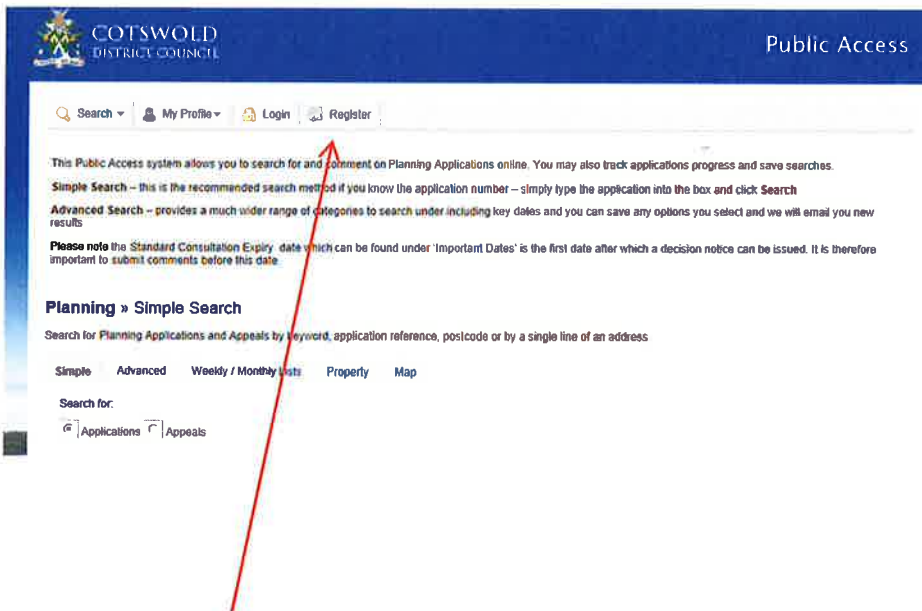 COTSWOLD
DISTRICT COUNCIL
Public Access
Search
My Profile
Login
Register
This Public Access system allows you to search for and comment on Planning Applications online. You may also track applications progress and save searches.
Simple Search – this is the recommended search method if you know the application number – simply type the application into the box and click Search
Advanced Search – provides a much wider range of categories to search under including key dates and you can save any options you select and we will email you new
results
Please note the Standard Consultation Expiry date which can be found under 'Important Dates' is the first date after which a decision notice can be issued. It is therefore
important to submit comments before this date
Planning » Simple Search
Search for Planning Applications and Appeals by keyword, application reference, postcode or by a single line of an address
Simple Advanced Weekly / Monthly Lists Property Map
Search for:
Applications Appeals